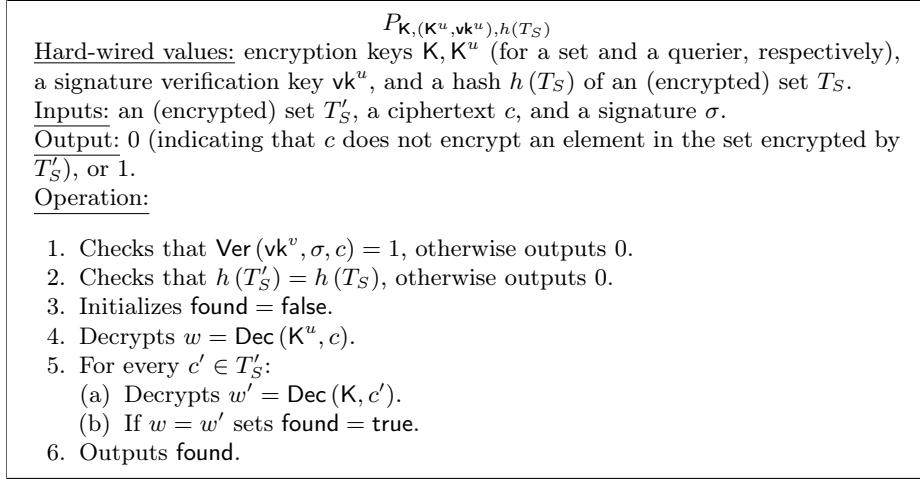 P_{K,(K^u,vk^u),h(T_S)}
Hard-wired values: encryption keys K, K^u (for a set and a querier, respectively),
a signature verification key vk^u, and a hash h (T_S) of an (encrypted) set T_S.
Inputs: an (encrypted) set T'_S, a ciphertext c, and a signature σ.
Output: 0 (indicating that c does not encrypt an element in the set encrypted by
T'_S), or 1.
Operation:
1. Checks that Ver (vk^v, σ, c) = 1, otherwise outputs 0.
2. Checks that h (T'_S) = h (T_S), otherwise outputs 0.
3. Initializes found = false.
4. Decrypts w = Dec (K^u, c).
5. For every c' ∈ T'_S:
(a) Decrypts w' = Dec (K, c').
(b) If w = w' sets found = true.
6. Outputs found.